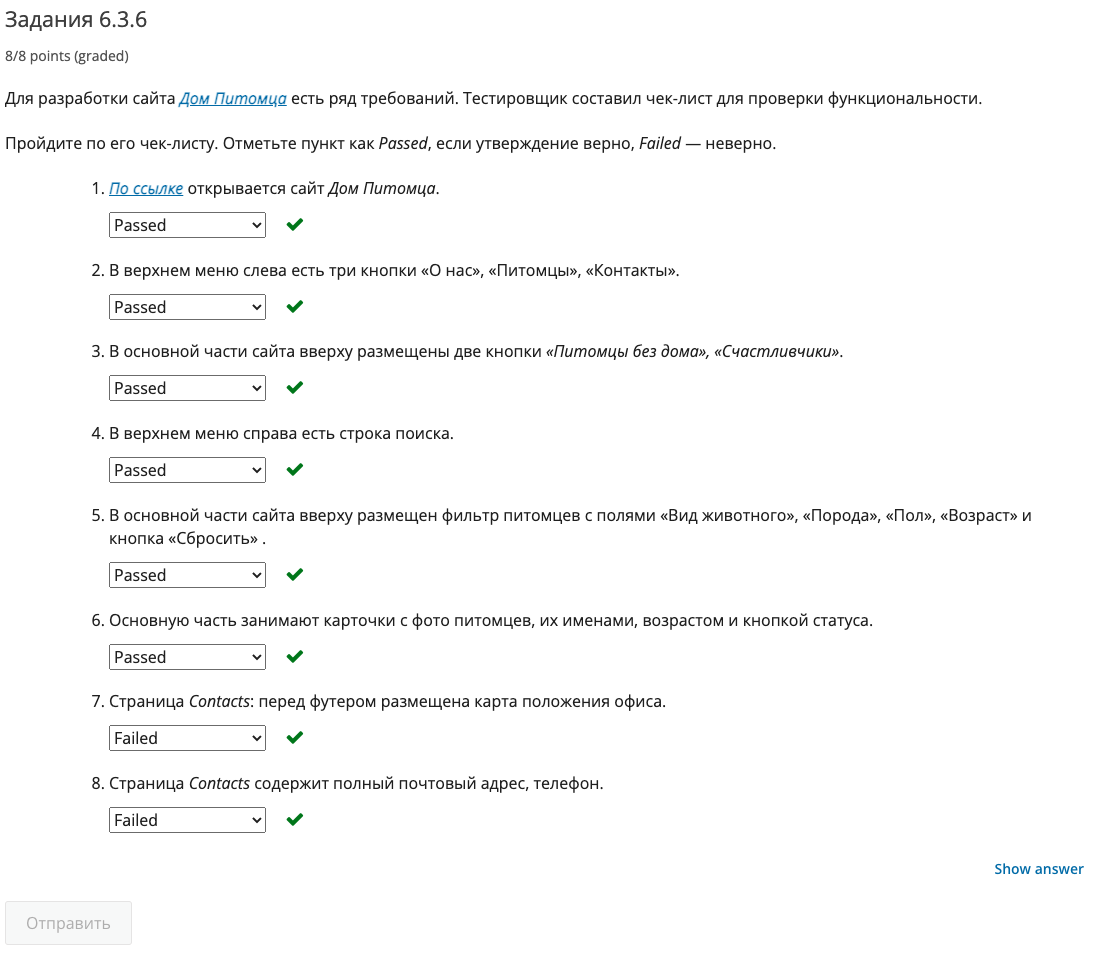 Задания 6.3.6
8/8 points (graded)
Для разработки сайта Дом Питомца есть ряд требований. Тестировщик составил чек-лист для проверки функциональности.
Пройдите по его чек-листу. Отметьте пункт как Passed, если утверждение верно, Failed — неверно.
1. По ссылке открывается сайт Дом Питомца.
Passed
2. В верхнем меню слева есть три кнопки «О нас», «Питомцы», «Контакты».
Passed
3. В основной части сайта вверху размещены две кнопки «Питомцы без дома», «Счастливчики».
Passed
4. В верхнем меню справа есть строка поиска.
Passed
5. В основной части сайта вверху размещен фильтр питомцев с полями «Вид животного», «Порода», «Пол», «Возраст» и
кнопка «Сбросить» .
Passed
6. Основную часть занимают карточки с фото питомцев, их именами, возрастом и кнопкой статуса.
Passed
7. Страница Contacts: перед футером размещена карта положения офиса.
Failed
8. Страница Contacts содержит полный почтовый адрес, телефон.
Failed
Show answer
Отправить